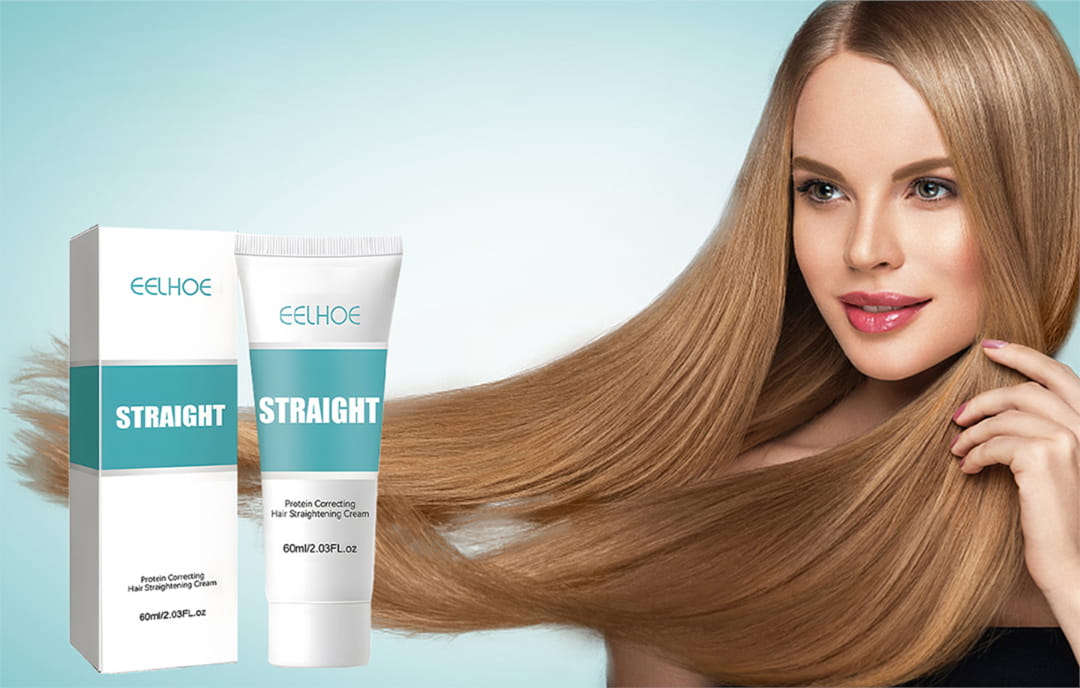 EELHOE
STRAIGHT
Protein Correcting
Hair Straightening Cream
60ml/2.03FL.oz
EELHOE
STRAIGHT
Protein Correcting
Hair Straightening Cream
60ml/2.03FL.oz